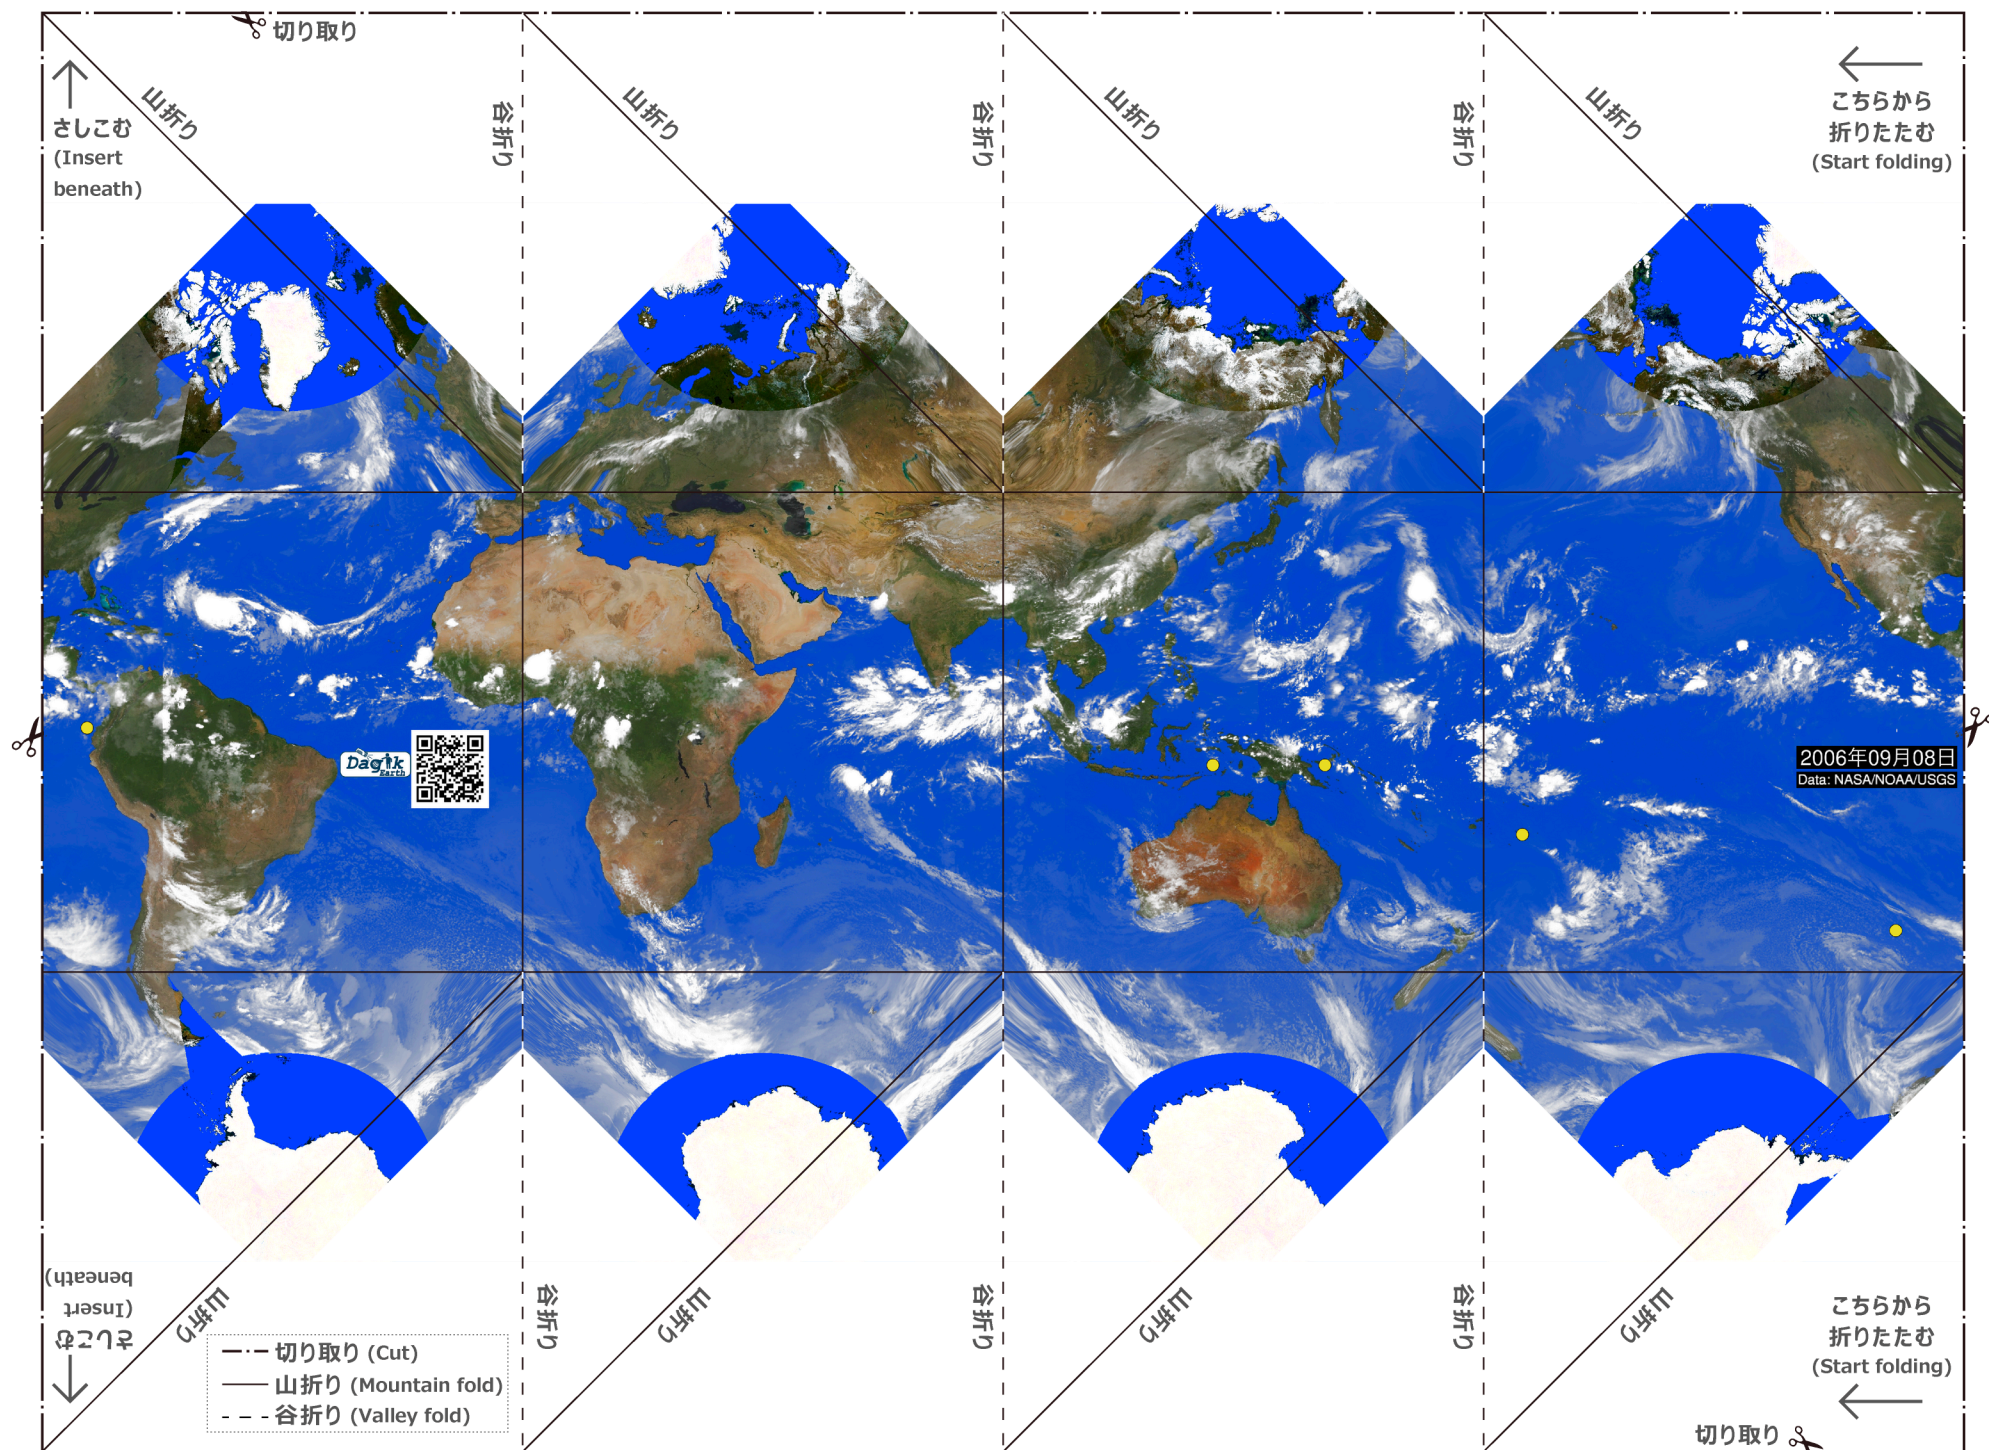 切り取り
山折り
谷折り
山折り
谷折り
山折り
谷折り
山折り
さしこむ
(Insert
beneath)
こちらから
折りたたむ
(Start folding)
Dagik
Earth
2006年09月08日
Data: NASA/NOAA/USGS
さしこむ
(Insert
beneath)
山折り
谷折り
山折り
谷折り
山折り
谷折り
山折り
こちらから
折りたたむ
(Start folding)
切り取り (Cut)
山折り (Mountain fold)
谷折り (Valley fold)
切り取り